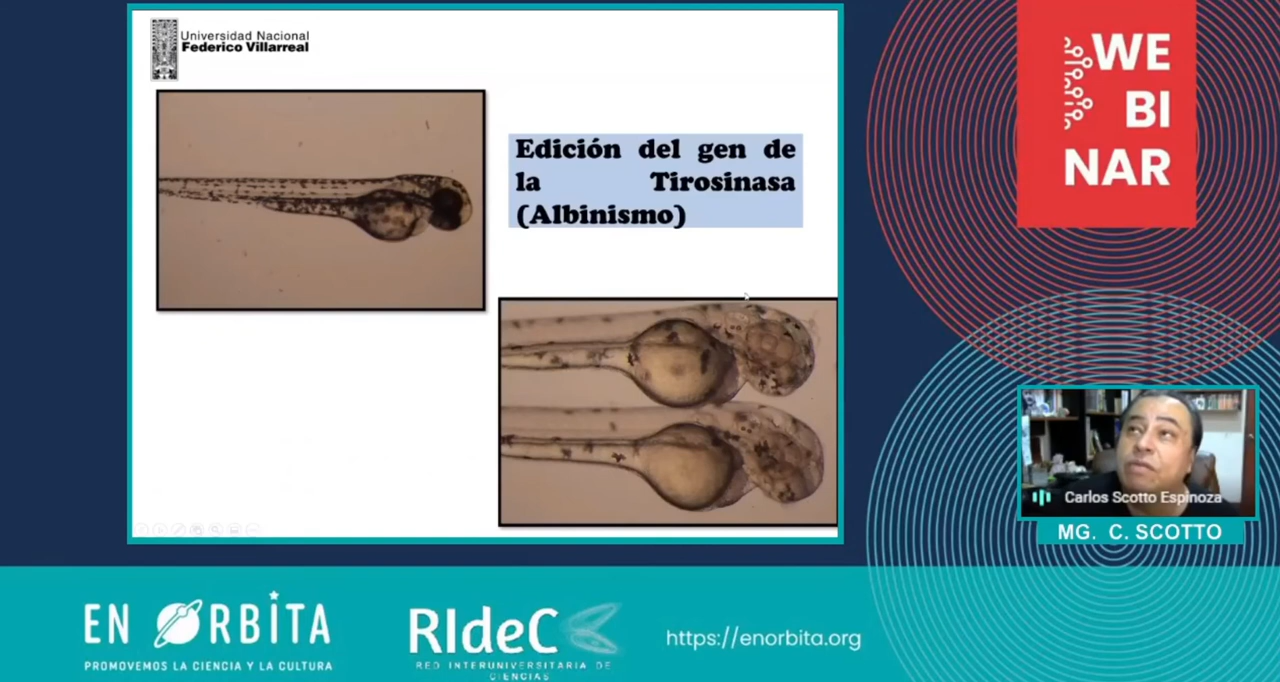 Universidad Nacional
Federico Villarreal
Edición del gen de
la Tirosinasa
(Albinismo)
WE
BI
NAR
Carlos Scotto Espinoza
MG. C. SCOTTO
EN ORBITA
PROMOVEMOS LA CIENCIA Y LA CULTURA
RIdeC
RED INTERUNIVERSITARIA DE
CIENCIAS
https://enorbita.org